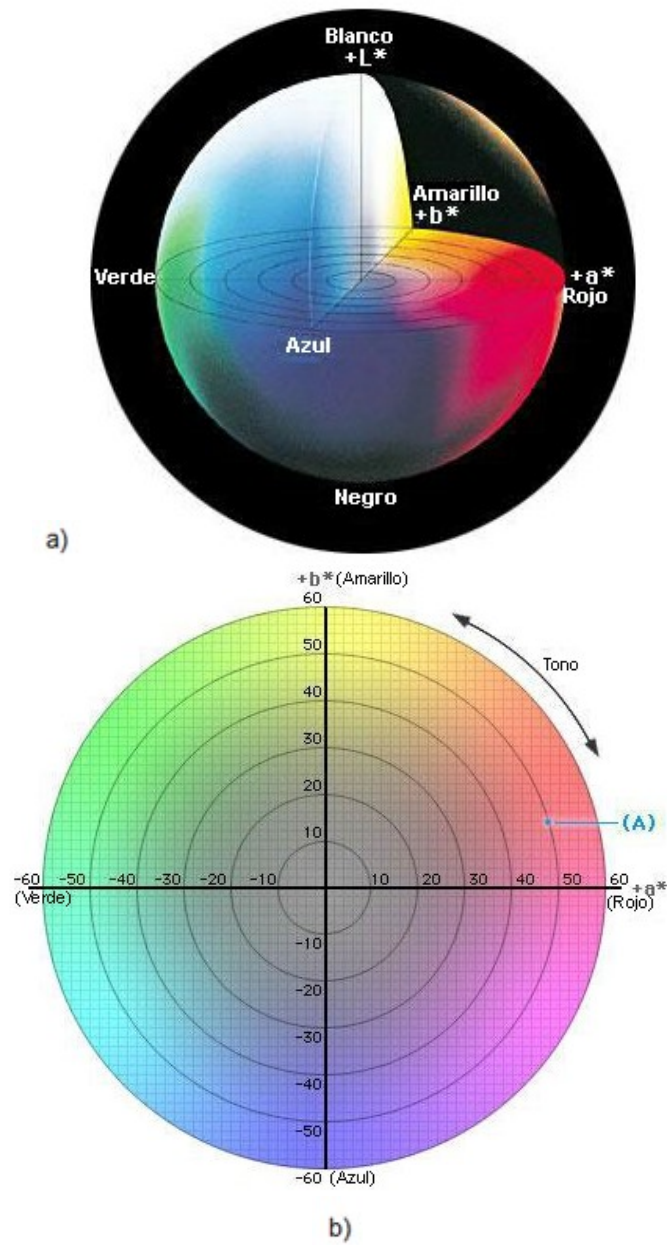 Blanco
+L*
Amarillo
+b*
Verde
+a*
Rojo
Azul
Negro
a)
+b* (Amarillo)
60
50
Tono
40
30
20
(A)
10
-60 -50 -40 -30 -20 -10 10 20 30 40 50 60 +a*
(Verde) (Rojo)
-10
-20
-30
-40
-50
-60 (Azul)
b)